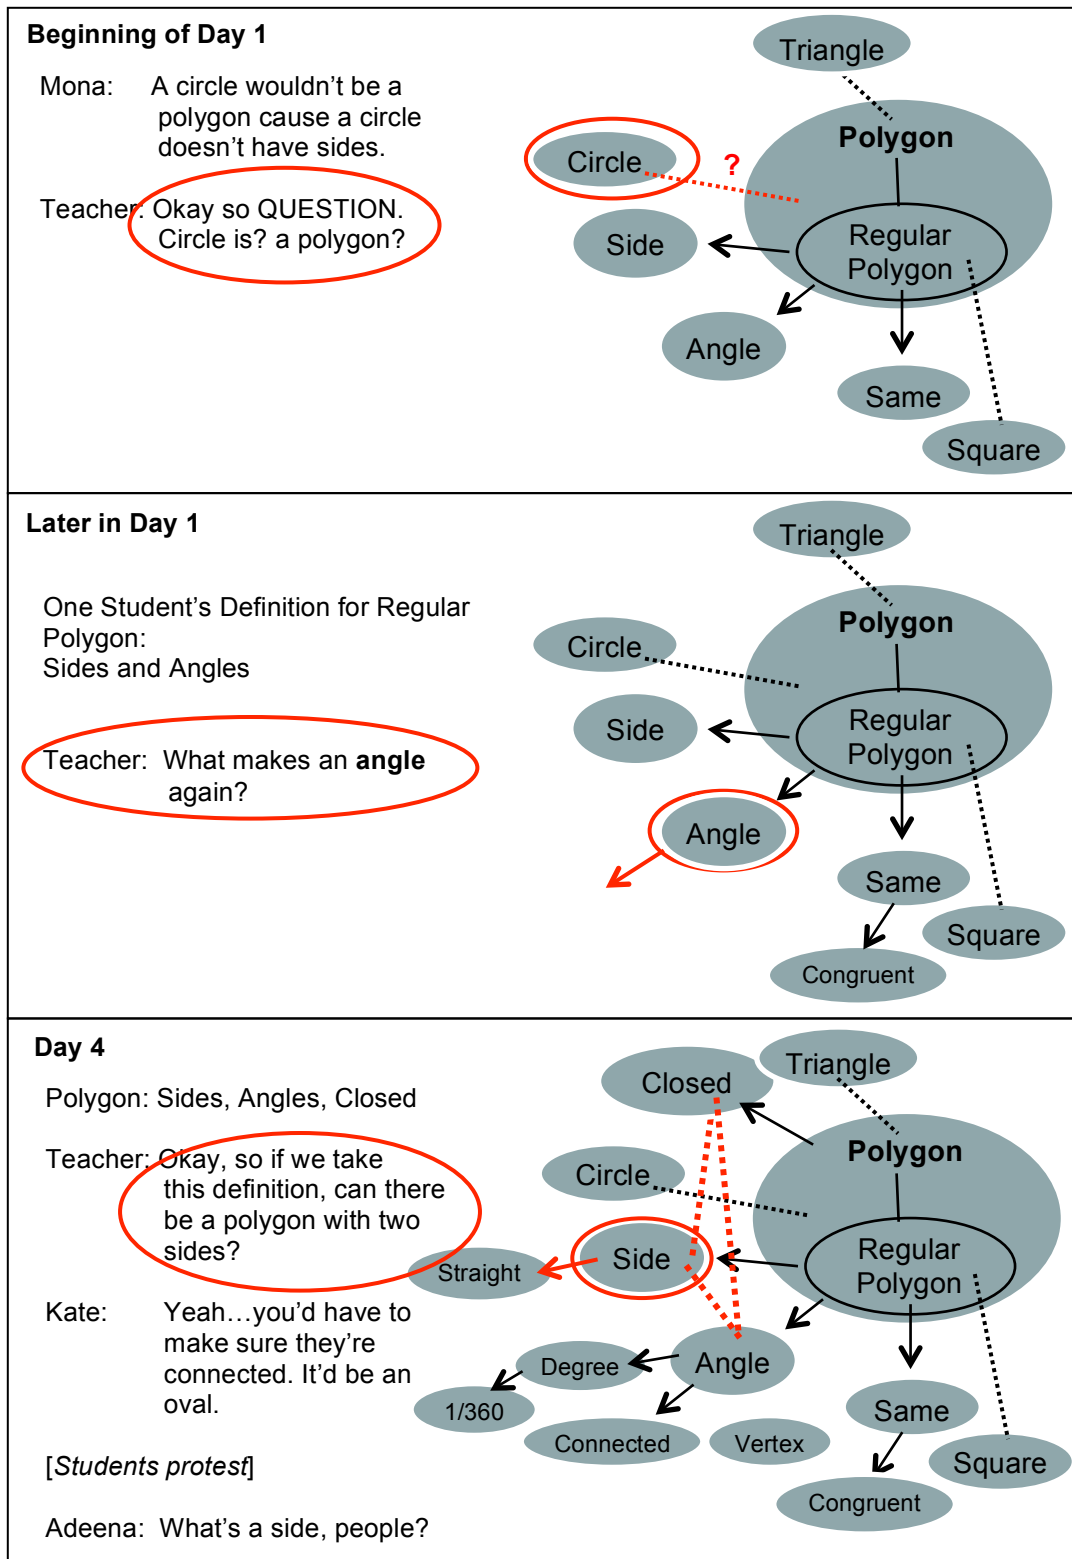 Beginning of Day 1
Mona: A circle wouldn't be a
polygon cause a circle
doesn't have sides.
Teacher: Okay so QUESTION.
Circle is? a polygon?
Triangle
Polygon
Circle
?
Side
Regular
Polygon
Angle
Same
Square
Later in Day 1
One Student's Definition for Regular
Polygon:
Sides and Angles
Teacher: What makes an angle
again?
Triangle
Polygon
Circle
Side
Regular
Polygon
Angle
Same
Square
Congruent
Day 4
Polygon: Sides, Angles, Closed
Teacher: Okay, so if we take
this definition, can there
be a polygon with two
sides?
Kate: Yeah…you'd have to
make sure they're
connected. It'd be an
oval.
[Students protest]
Adeena: What's a side, people?
Closed
Triangle
Polygon
Circle
Straight
Side
Regular
Polygon
Degree
Angle
1/360
Connected
Vertex
Same
Square
Congruent